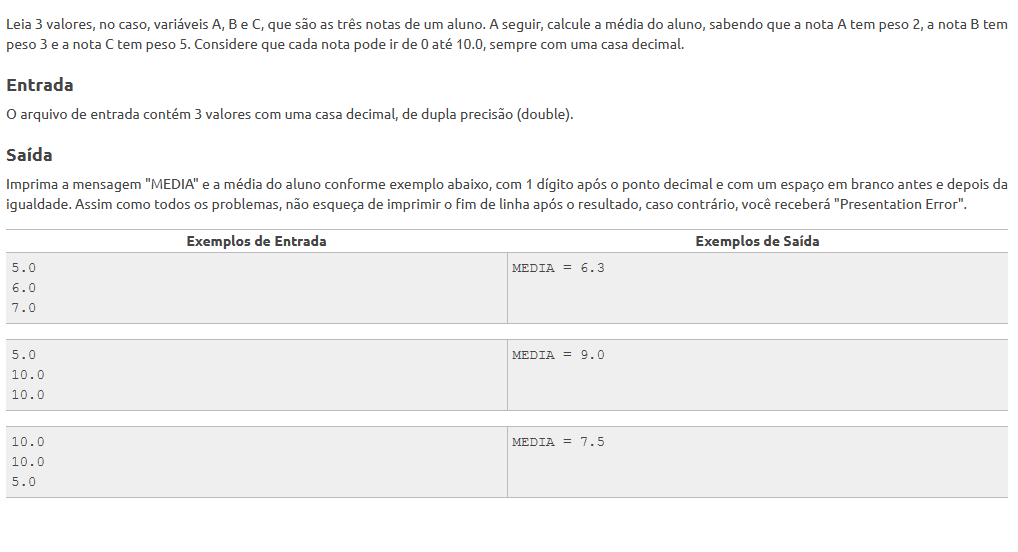 Leia 3 valores, no caso, variáveis A, B e C, que são as três notas de um aluno. A seguir, calcule a média do aluno, sabendo que a nota A tem peso 2, a nota B tem
peso 3 e a nota C tem peso 5. Considere que cada nota pode ir de 0 até 10.0, sempre com uma casa decimal.
Entrada
O arquivo de entrada contém 3 valores com uma casa decimal, de dupla precisão (double).
Saída
Imprima a mensagem "MEDIA" e a média do aluno conforme exemplo abaixo, com 1 dígito após o ponto decimal e com um espaço em branco antes e depois da
igualdade. Assim como todos os problemas, não esqueça de imprimir o fim de linha após o resultado, caso contrário, você receberá "Presentation Error".
Exemplos de Entrada Exemplos de Saída
5.0 MEDIA = 6.3
6.0
7.0
5.0 MEDIA = 9.0
10.0
10.0
10.0 MEDIA = 7.5
10.0
5.0